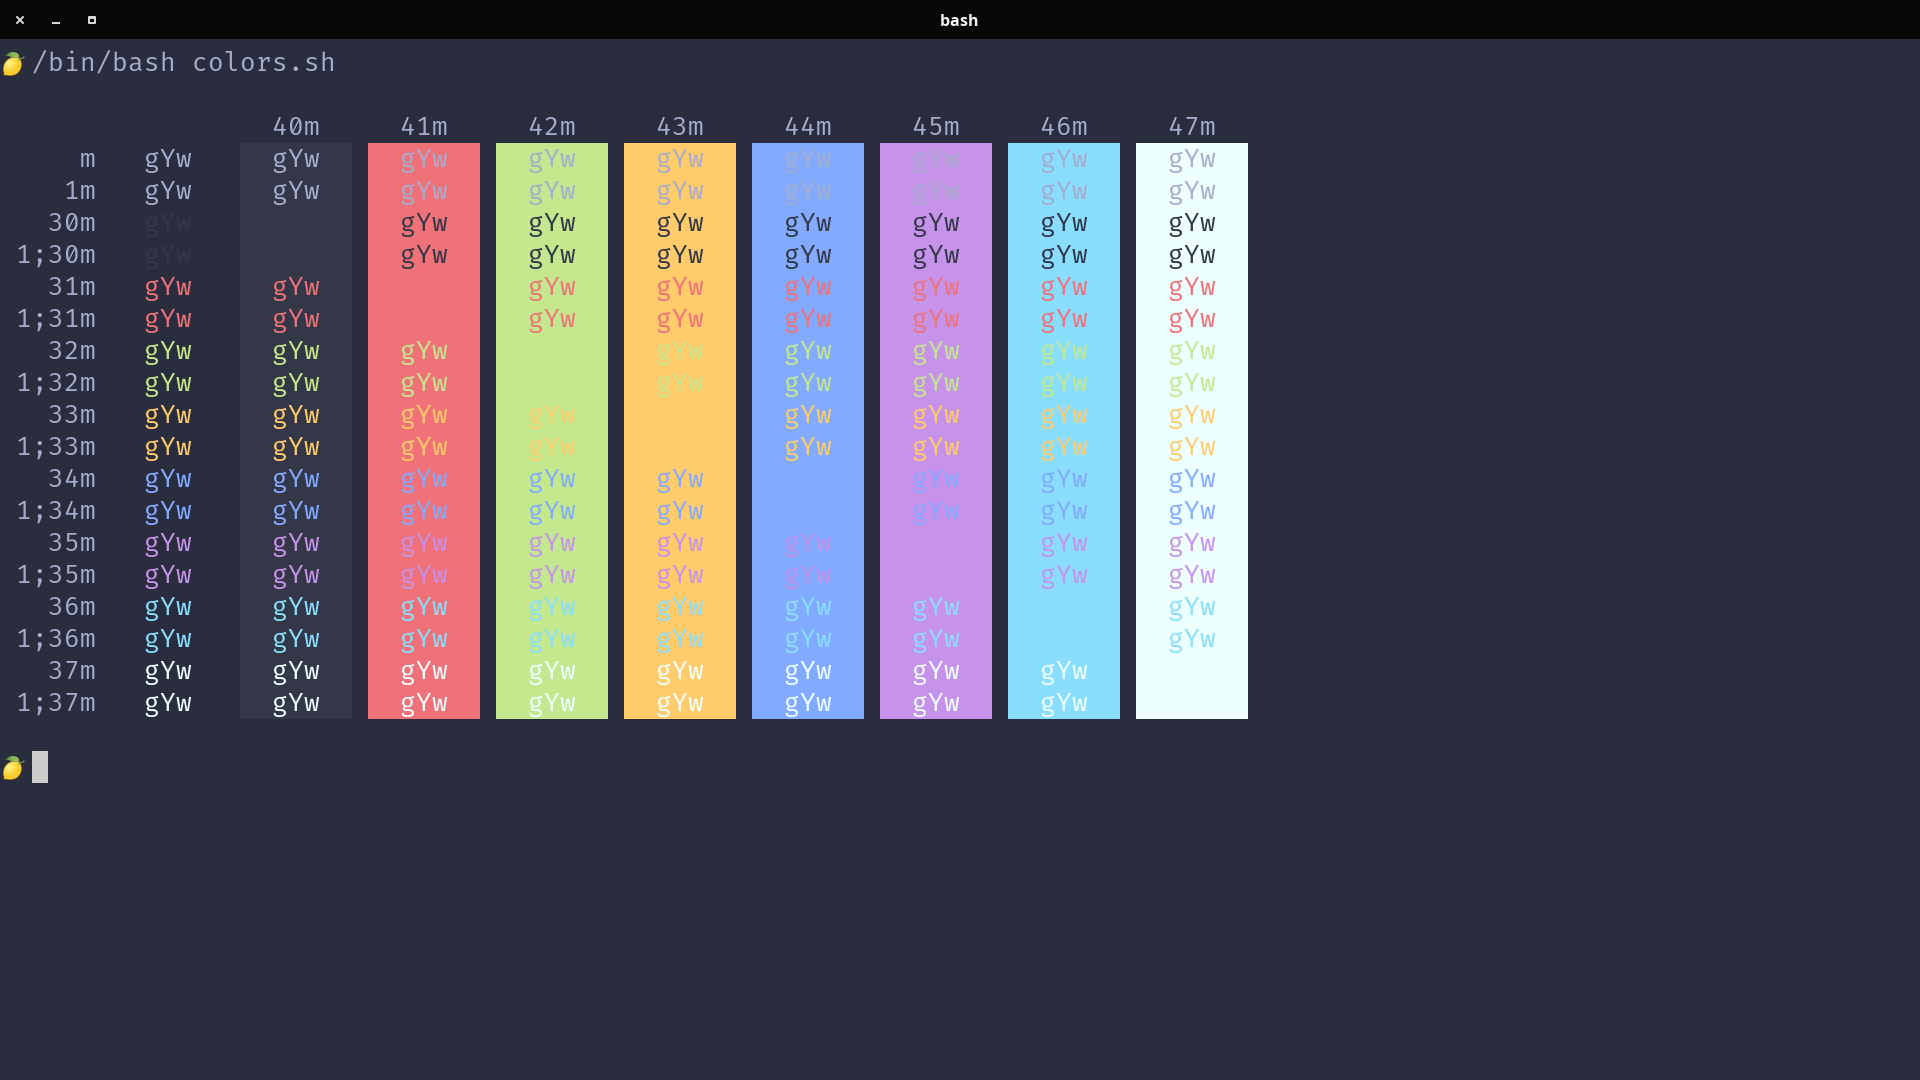 bash
/bin/bash colors.sh
40m 41m 42m 43m 44m 45m 46m 47m
m gYw gYw gYw gYw gYw gYw gYw gYw gYw
1m gYw gYw gYw gYw gYw gYw gYw gYw gYw
30m gYw gYw gYw gYw gYw gYw gYw gYw
1;30m gYw gYw gYw gYw gYw gYw gYw gYw
31m gYw gYw gYw gYw gYw gYw gYw gYw
1;31m gYw gYw gYw gYw gYw gYw gYw gYw
32m gYw gYw gYw gYw gYw gYw gYw gYw
1;32m gYw gYw gYw gYw gYw gYw gYw gYw
33m gYw gYw gYw gYw gYw gYw gYw gYw
1;33m gYw gYw gYw gYw gYw gYw gYw gYw
34m gYw gYw gYw gYw gYw gYw gYw gYw
1;34m gYw gYw gYw gYw gYw gYw gYw gYw
35m gYw gYw gYw gYw gYw gYw gYw gYw
1;35m gYw gYw gYw gYw gYw gYw gYw gYw
36m gYw gYw gYw gYw gYw gYw gYw gYw
1;36m gYw gYw gYw gYw gYw gYw gYw gYw
37m gYw gYw gYw gYw gYw gYw gYw gYw
1;37m gYw gYw gYw gYw gYw gYw gYw gYw